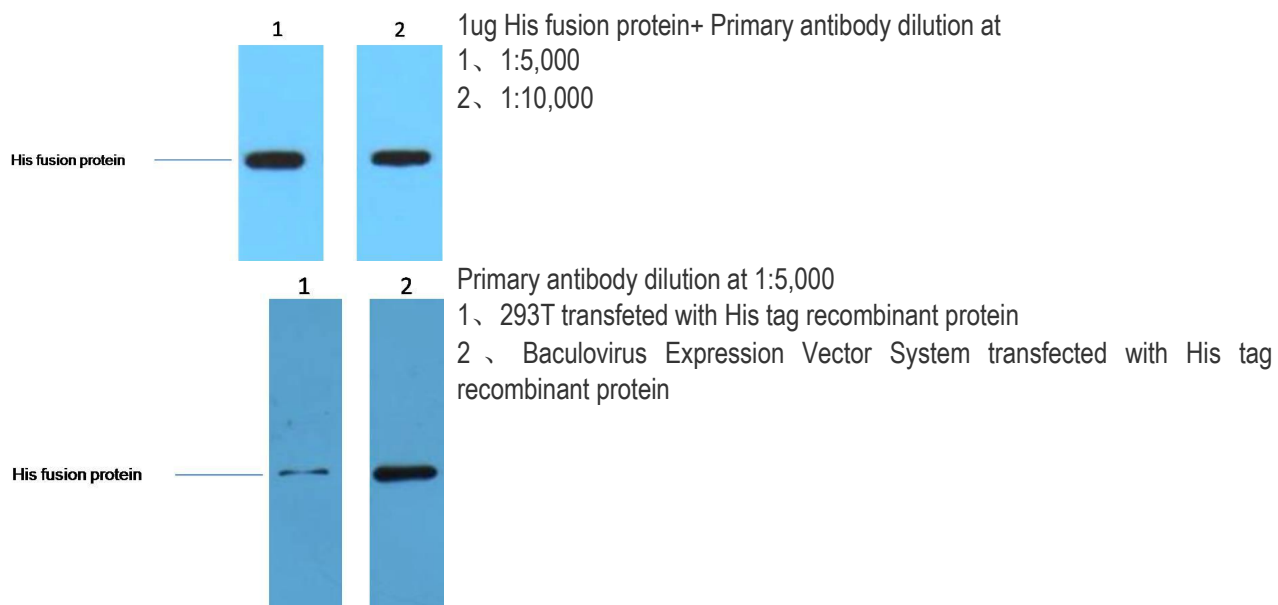 1 2
1ug His fusion protein+ Primary antibody dilution at
1、 1:5,000
2、 1:10,000
His fusion protein
Primary antibody dilution at 1:5,000
1 2
1、 293T transfeted with His tag recombinant protein
2 、 Baculovirus Expression Vector System transfected with His tag
recombinant protein
His fusion protein